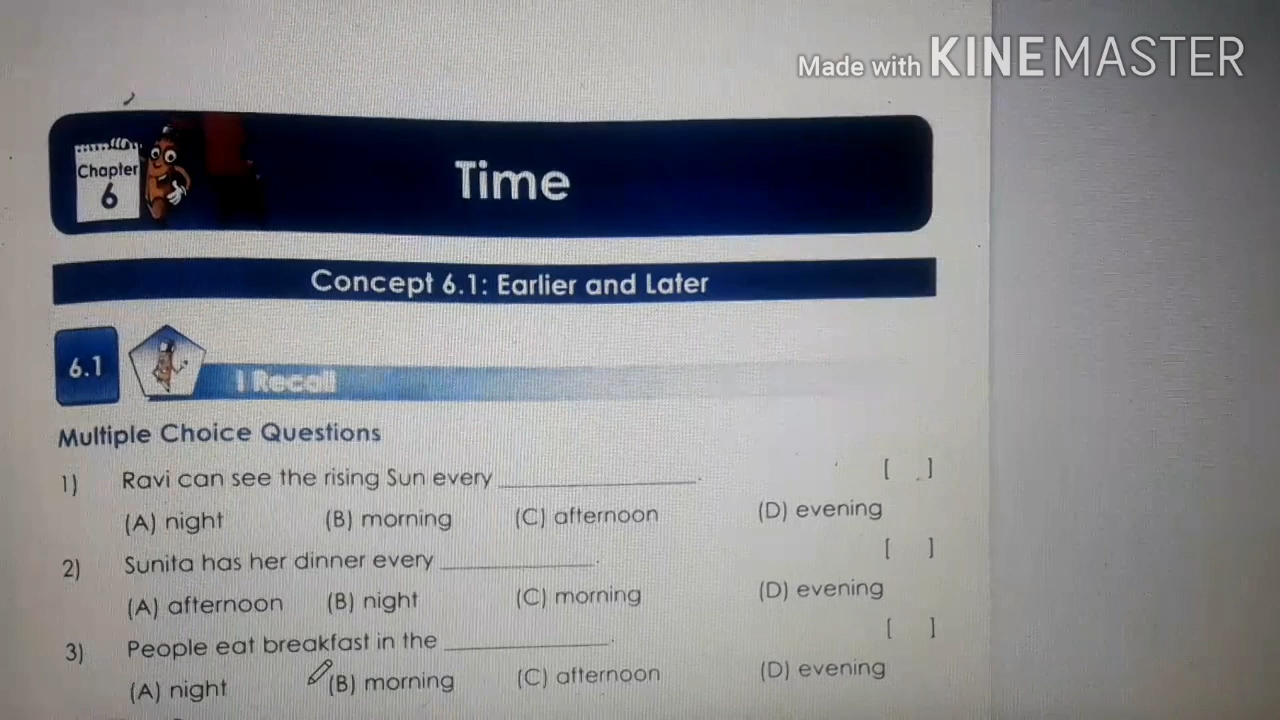 Made with KINEMASTER
Chapter
6
Time
Concept 6.1: Earlier and Later
6.1
I Recall
Multiple Choice Questions
1) Ravi can see the rising Sun every ____________. [ ]
(A) night (B) morning (C) afternoon (D) evening
2) Sunita has her dinner every ____________. [ ]
(A) afternoon (B) night (C) morning (D) evening
3) People eat breakfast in the ____________. [ ]
(A) night (B) morning (C) afternoon (D) evening